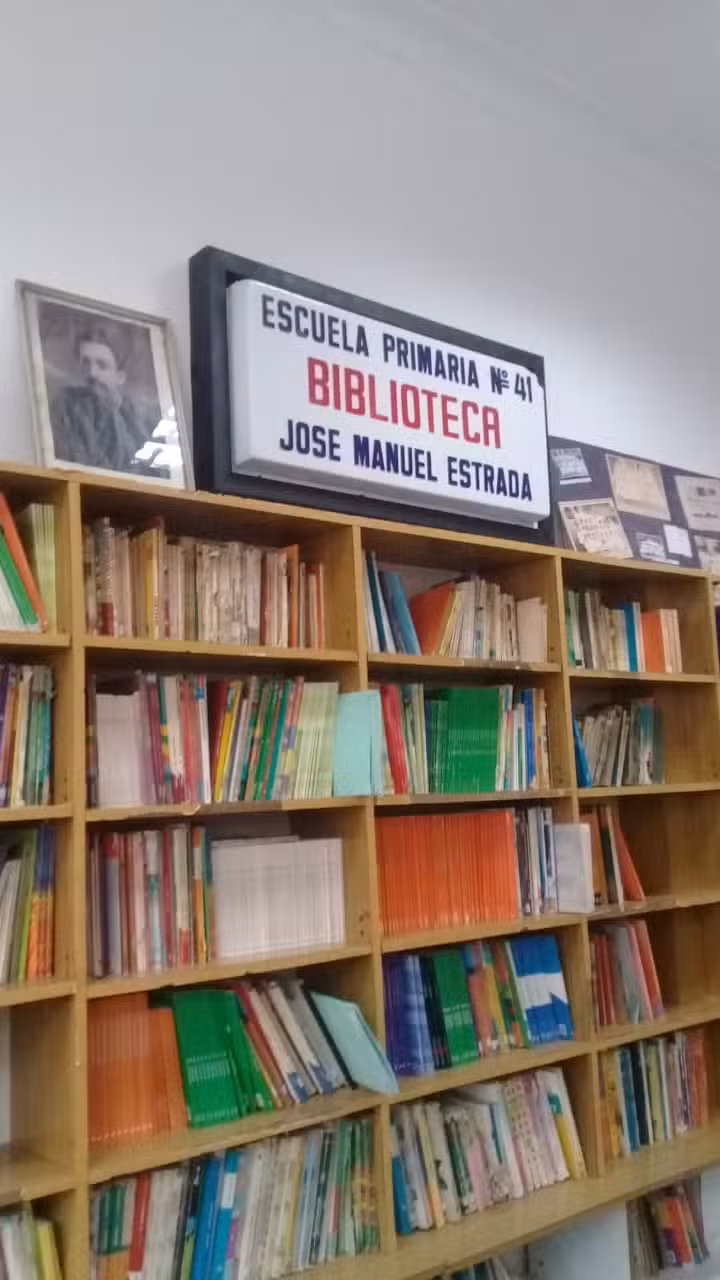 ESCUELA PRIMARIA Nº 41
BIBLIOTECA
JOSE MANUEL ESTRADA